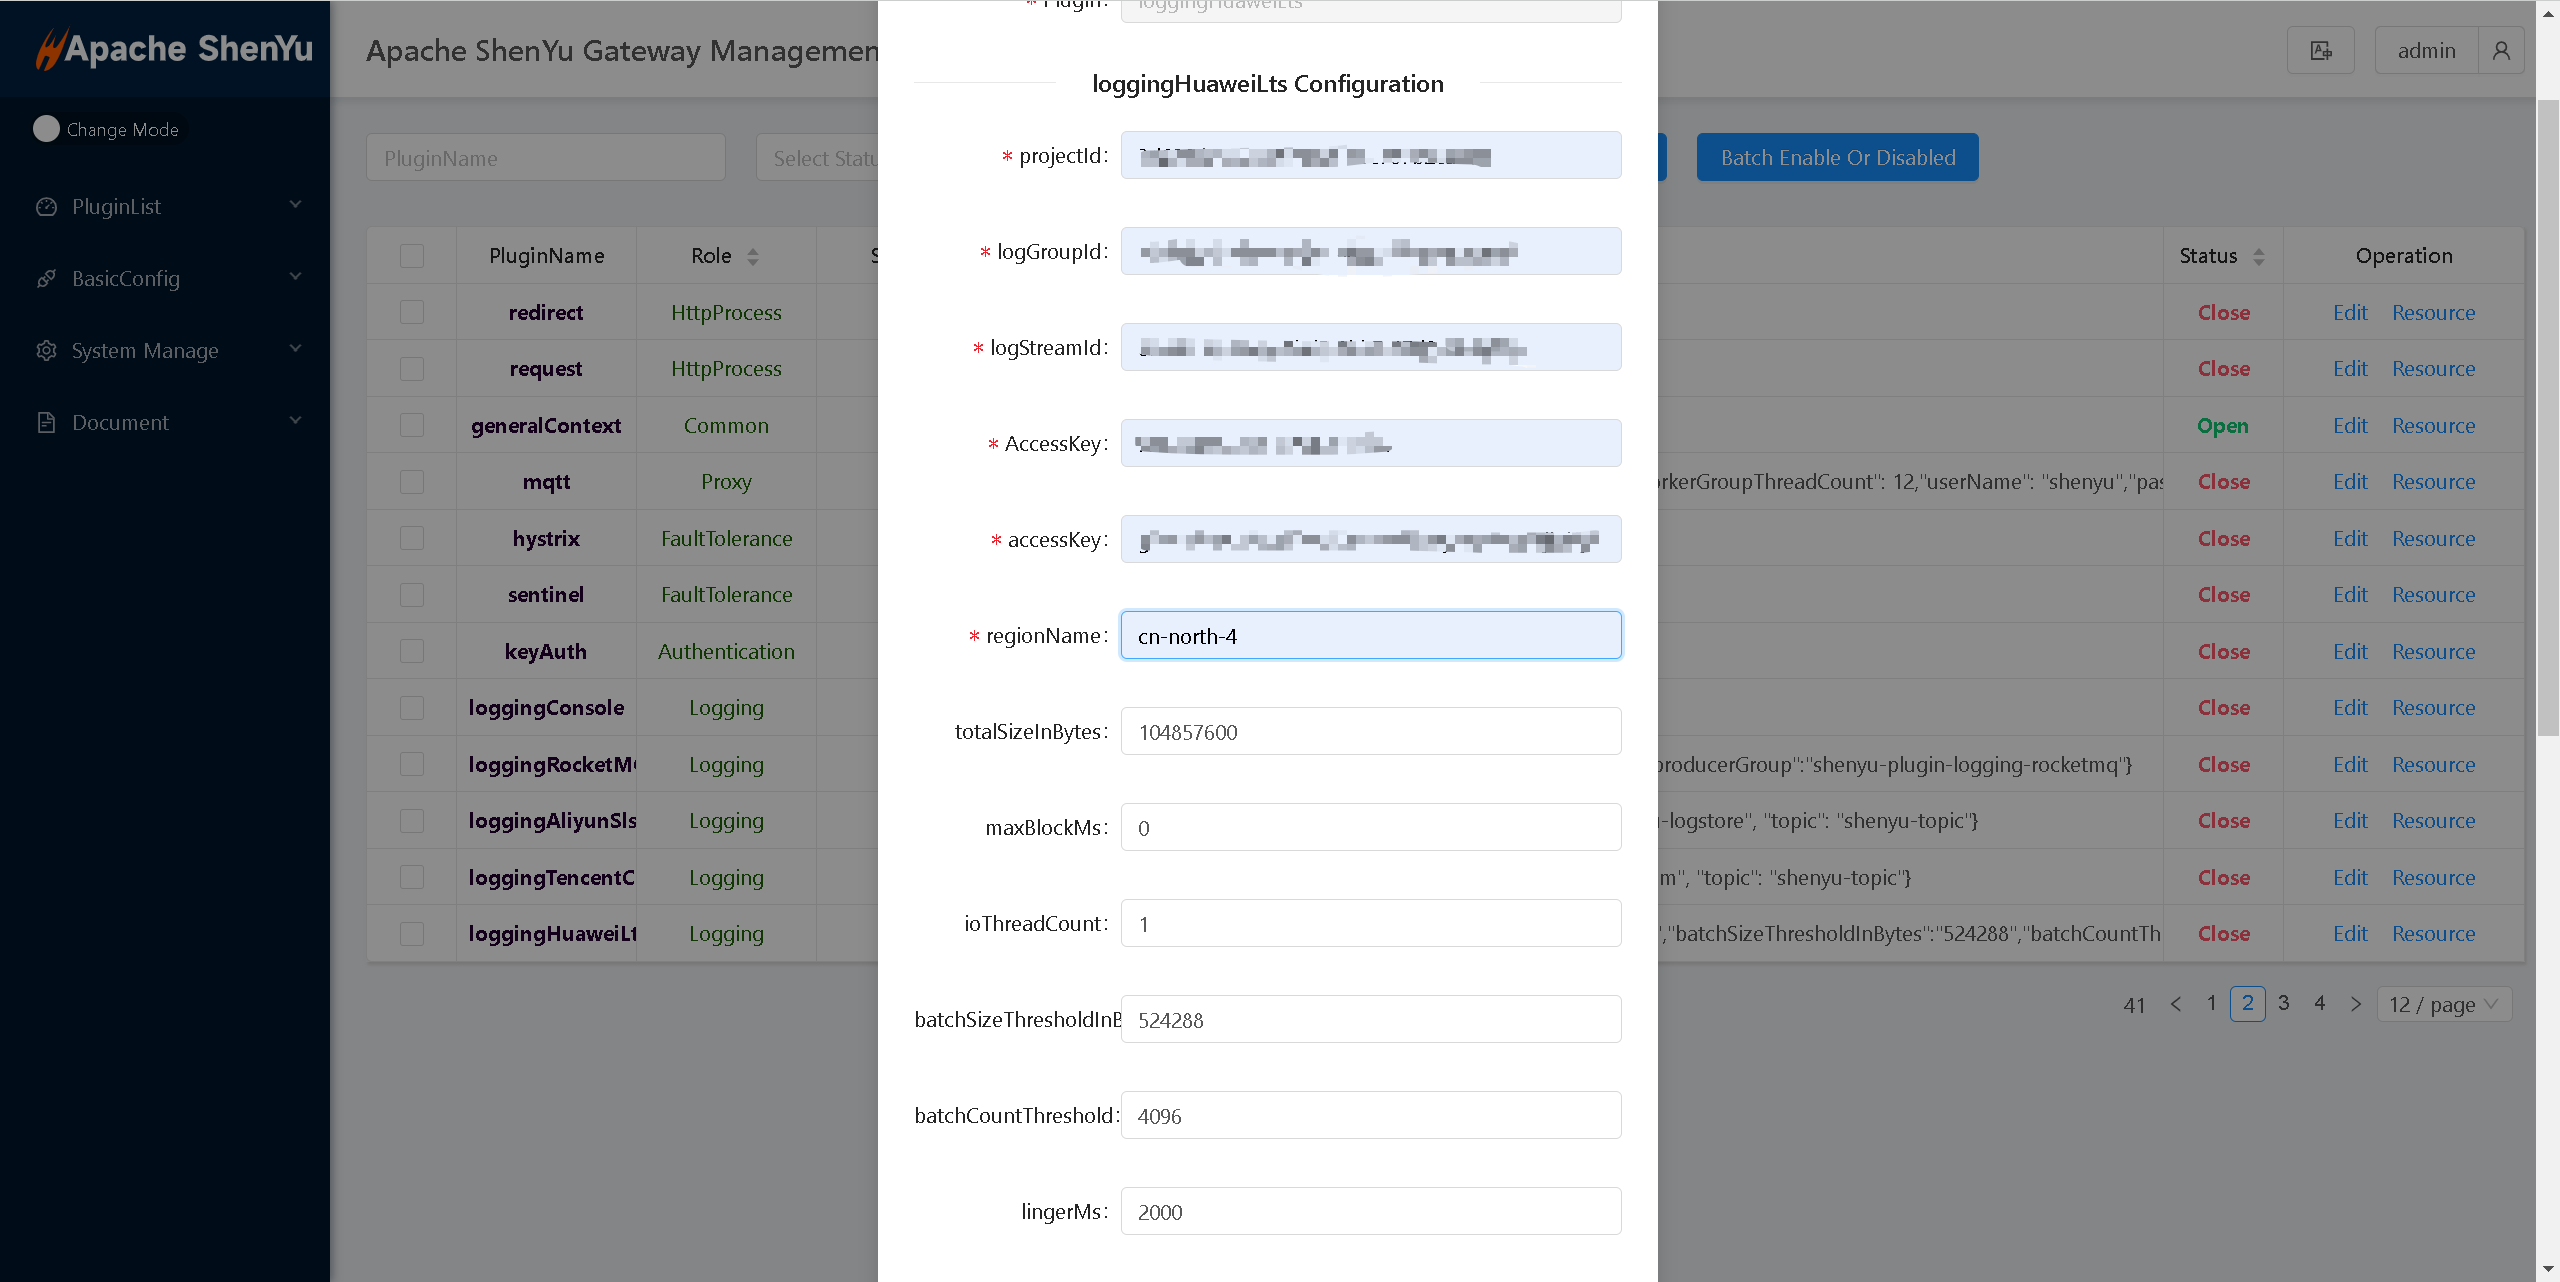 Apache ShenYu
Change Mode
PluginList
BasicConfig
System Manage
Document
Apache ShenYu Gateway Managemen
admin
PluginName
Select Statu
Batch Enable Or Disabled
PluginName Role Status Operation
redirect HttpProcess Close Edit Resource
request HttpProcess Close Edit Resource
generalContext Common Open Edit Resource
mqtt Proxy rkerGroupThreadCount": 12,"userName": "shenyu","pas Close Edit Resource
hystrix FaultTolerance Close Edit Resource
sentinel FaultTolerance Close Edit Resource
keyAuth Authentication Close Edit Resource
loggingConsole Logging Close Edit Resource
loggingRocketM Logging producerGroup":"shenyu-plugin-logging-rocketmq"} Close Edit Resource
loggingAliyunSls Logging -logstore", "topic": "shenyu-topic"} Close Edit Resource
loggingTencentC Logging m", "topic": "shenyu-topic"} Close Edit Resource
loggingHuaweiLt Logging ","batchSizeThresholdInBytes":"524288","batchCountTh Close Edit Resource
41 < 1 2 3 4 > 12 / page
* Plugin: loggingHuaweiLts
loggingHuaweiLts Configuration
* projectId:
* logGroupId:
* logStreamId:
* AccessKey:
* accessKey:
* regionName: cn-north-4
totalSizeInBytes: 104857600
maxBlockMs: 0
ioThreadCount: 1
batchSizeThresholdInB 524288
batchCountThreshold: 4096
lingerMs: 2000